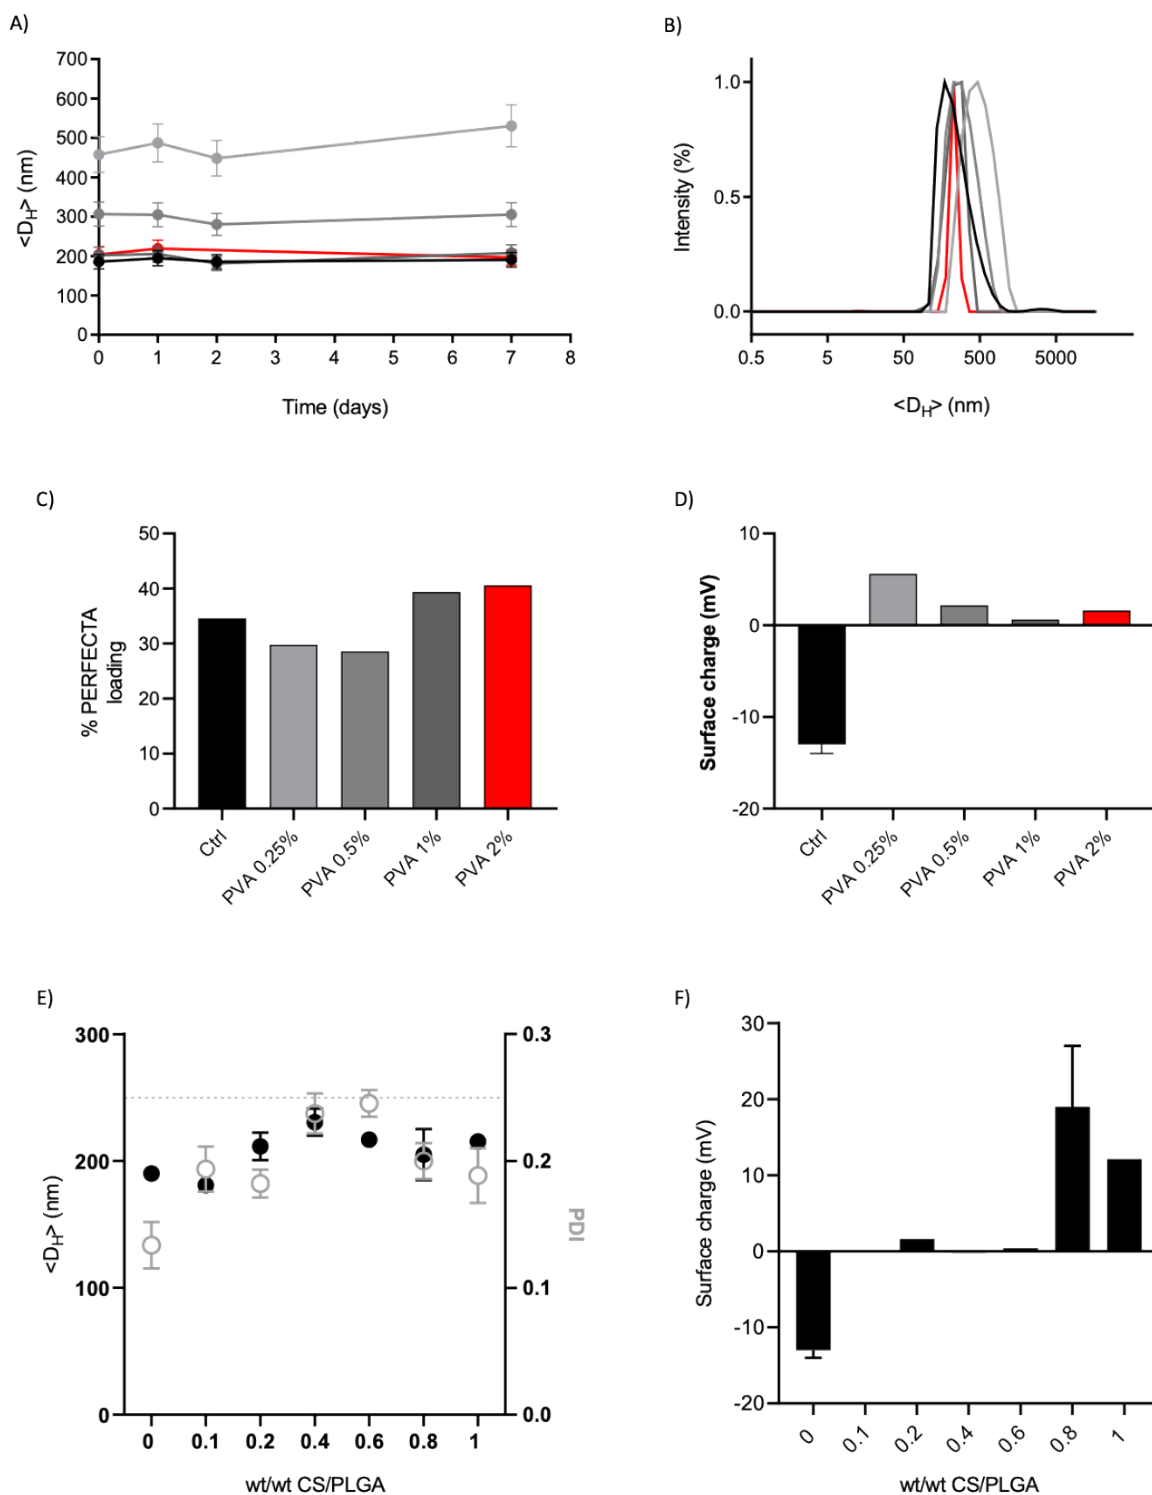 A)
700
600
500
400
300
200
100
0
<D_H> (nm)
0 1 2 3 4 5 6 7 8
Time (days)
B)
1.0
0.5
0.0
Intensity (%)
0.5 5 50 500 5000
<D_H> (nm)
C)
50
40
30
20
10
0
% PERFECTA
loading
Ctrl
PVA 0.25%
PVA 0.5%
PVA 1%
PVA 2%
D)
10
0
-10
-20
Surface charge (mV)
Ctrl
PVA 0.25%
PVA 0.5%
PVA 1%
PVA 2%
E)
300
200
100
0
<D_H> (nm)
0.3
0.2
0.1
0.0
PDI
0 0.1 0.2 0.4 0.6 0.8 1
wt/wt CS/PLGA
F)
30
20
10
0
-10
-20
Surface charge (mV)
0 0.1 0.2 0.4 0.6 0.8 1
wt/wt CS/PLGA